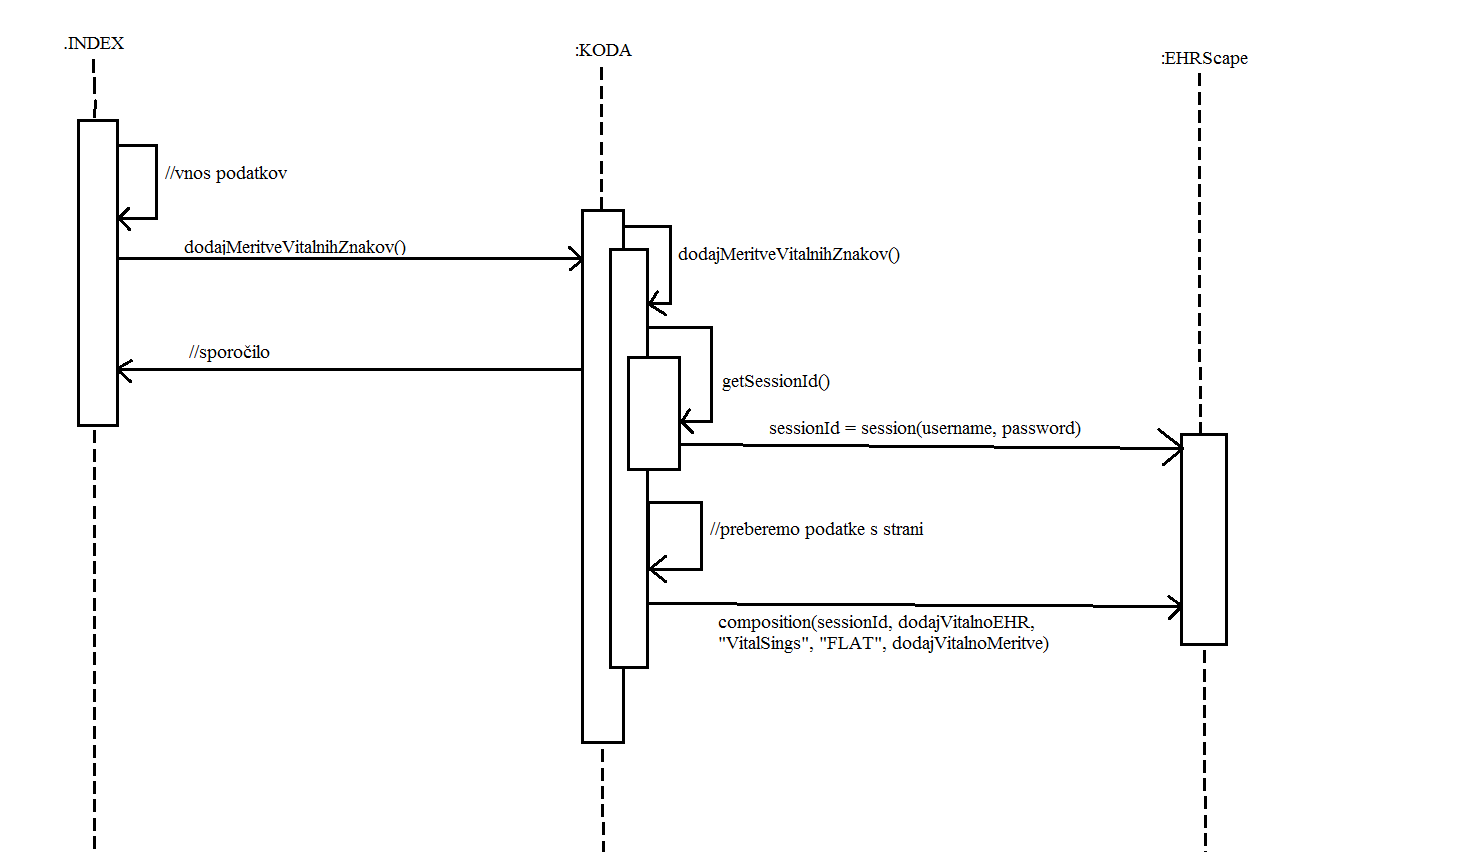 .INDEX
:KODA
:EHRScape
//vnos podatkov
dodajMeritveVitalnihZnakov()
dodajMeritveVitalnihZnakov()
//sporočilo
getSessionId()
sessionId = session(username, password)
//preberemo podatke s strani
composition(sessionId, dodajVitalnoEHR,
"VitalSings", "FLAT", dodajVitalnoMeritve)